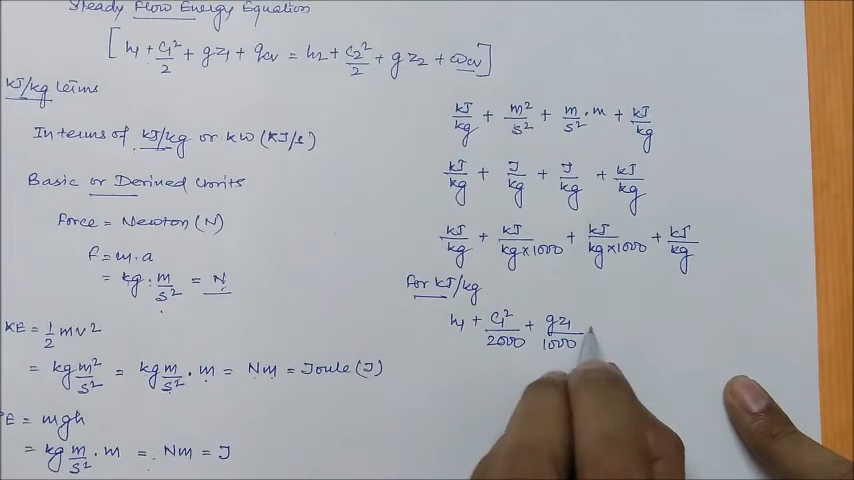 Steady Flow Energy Equation
[h₁ + C₁²/2 + gz₁ + qcv = h₂ + C₂²/2 + gz₂ + ωcv]
kJ/kg terms
In terms of kJ/kg or kW (KJ/s)
Basic or Derived Units
Force = Newton (N)
F = m.a
= kg.m/s² = N
KE = 1/2 mv²
= kg m²/s² = kg m/s² . m = Nm = Joule (J)
PE = mgh
= kg m/s² . m = Nm = J
kJ/kg + m²/s² + m/s² . m + kJ/kg
kJ/kg + J/kg + J/kg + kJ/kg
kJ/kg + kJ/kg×1000 + kJ/kg×1000 + kJ/kg
For kJ/kg
h₁ + C₁²/2000 + gz₁/1000